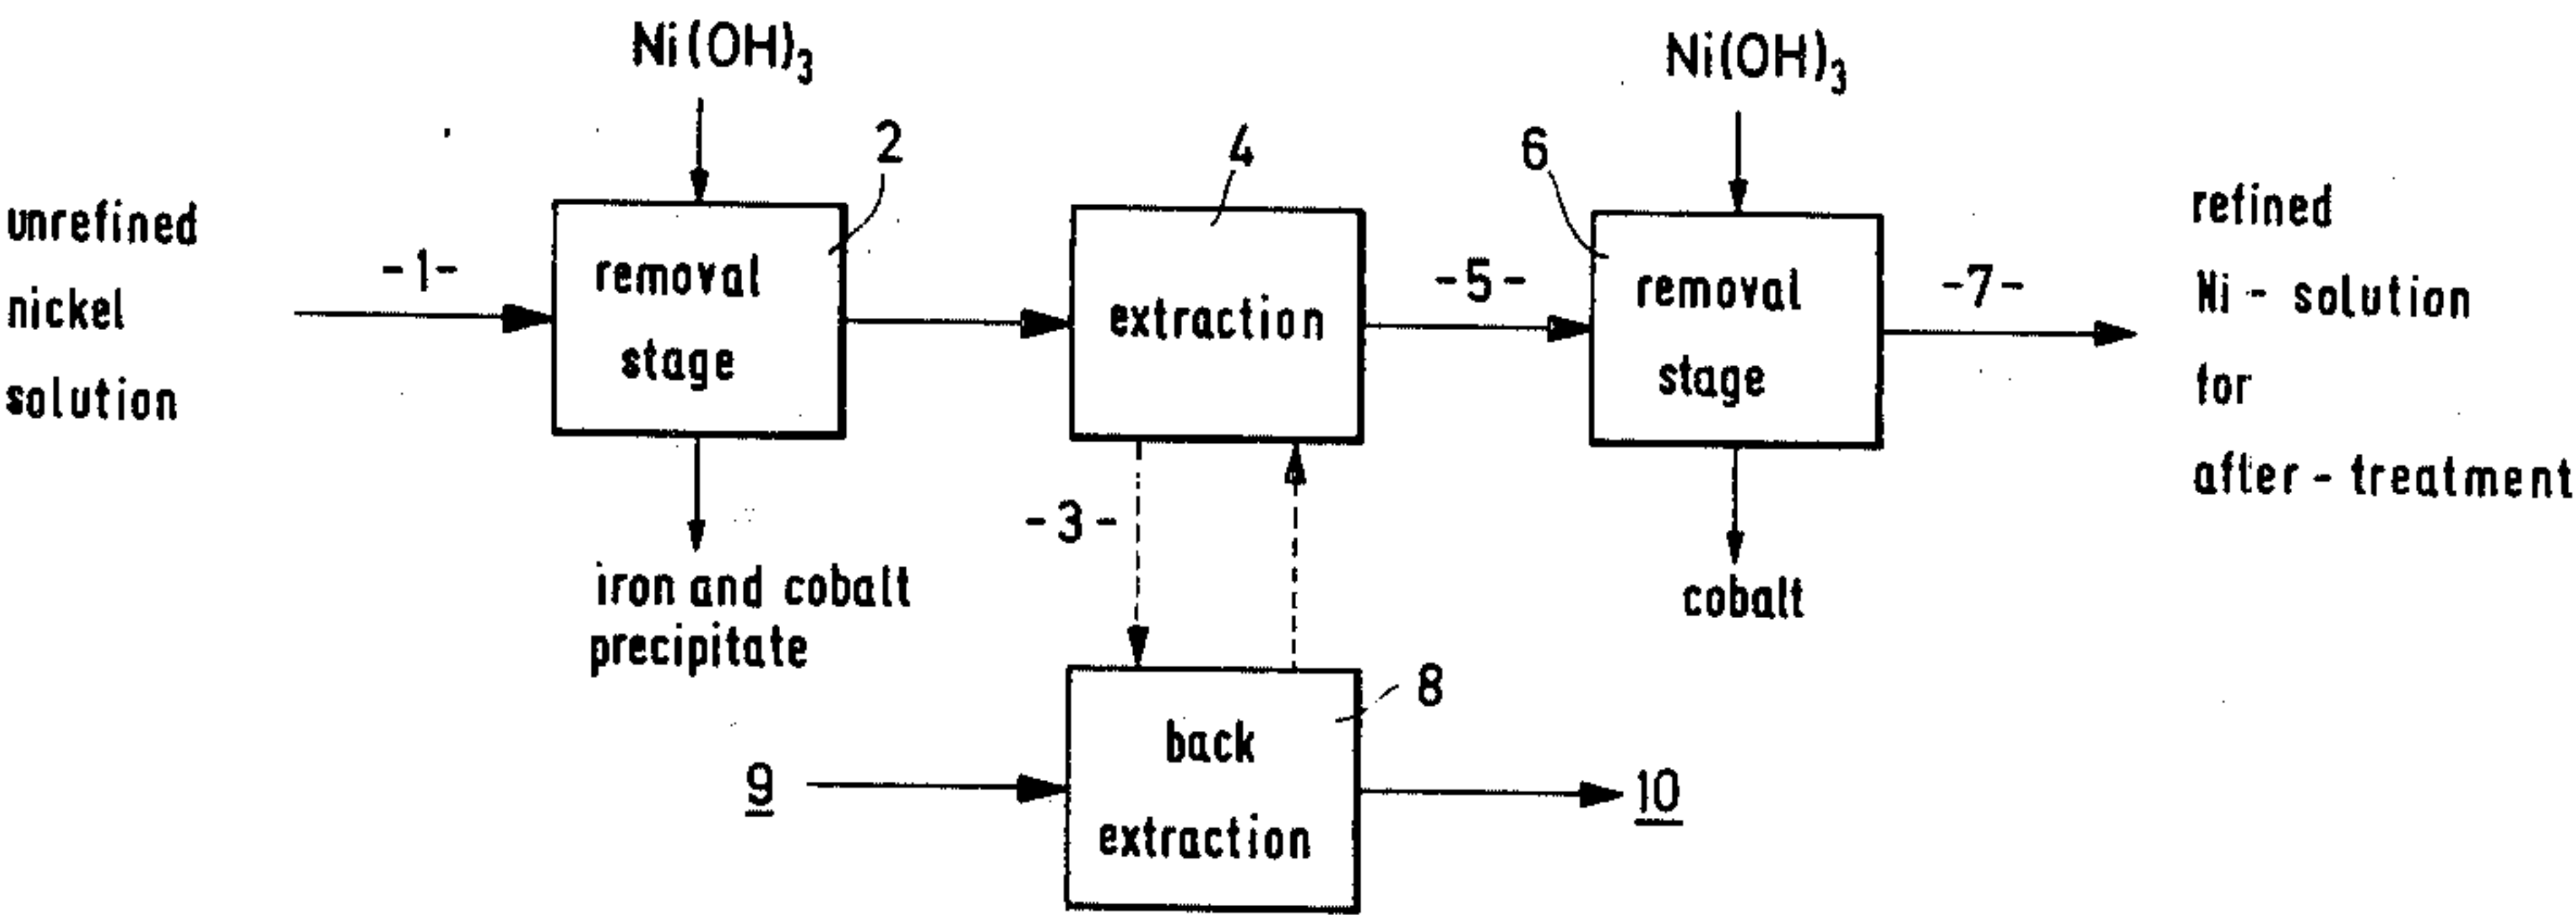 Ni(OH)₃
Ni(OH)₃
2
4
6
unrefined
nickel
solution
-1-
removal
stage
extraction
-5-
removal
stage
-7-
refined
Ni - solution
for
after - treatment
iron and cobalt
precipitate
-3-
cobalt
8
9
back
extraction
10